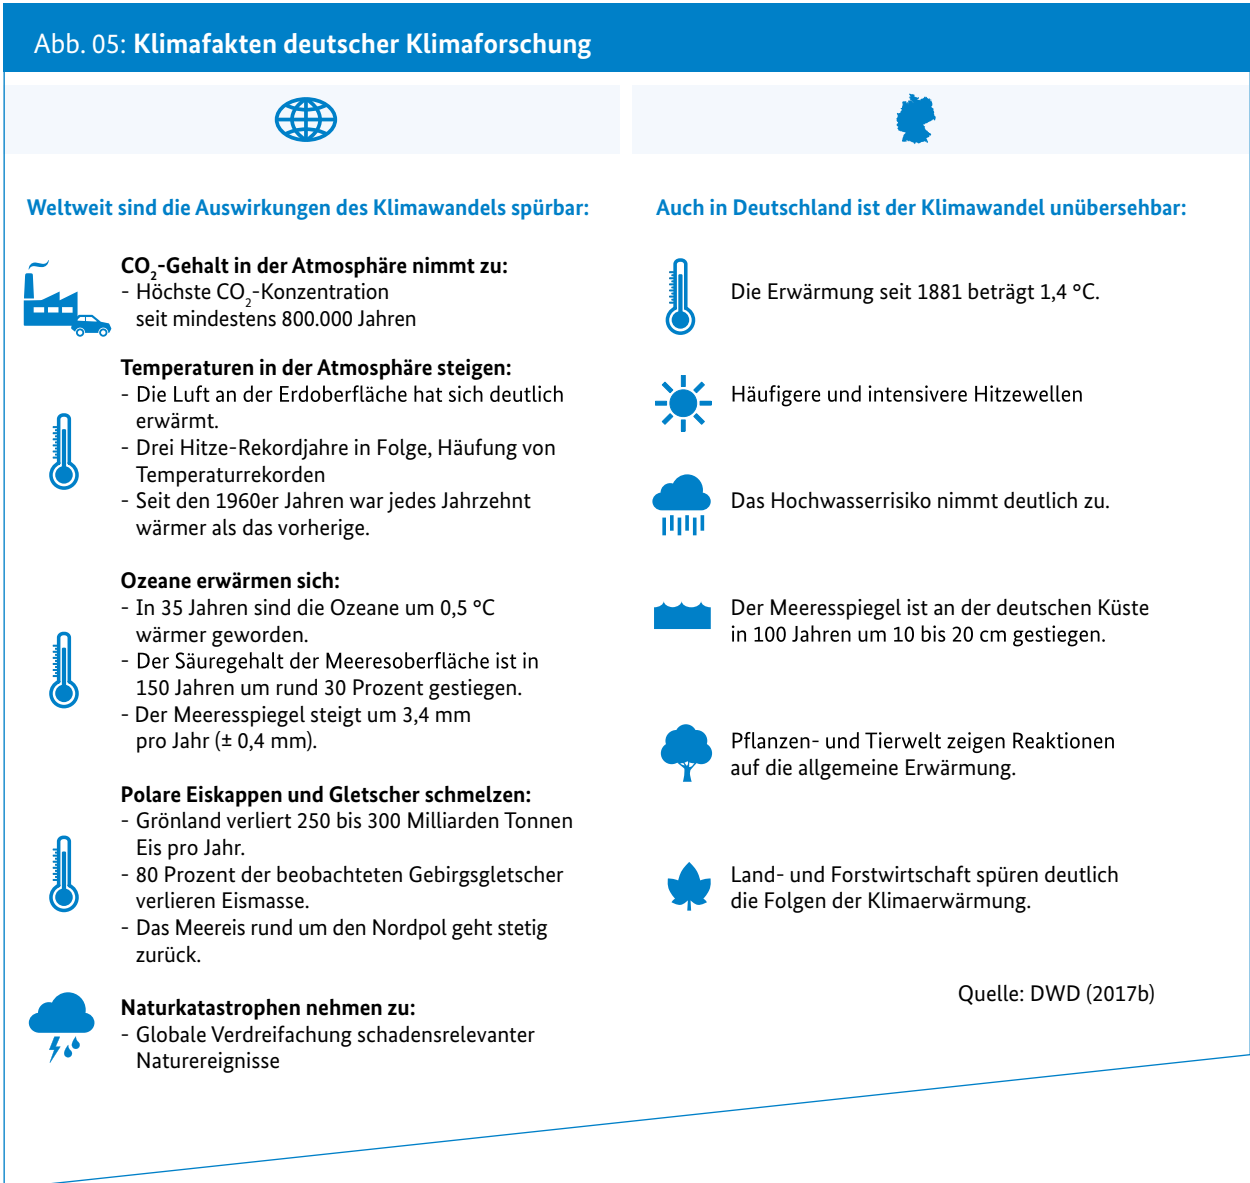 Abb. 05: Klimafakten deutscher Klimaforschung
Weltweit sind die Auswirkungen des Klimawandels spürbar:
CO₂-Gehalt in der Atmosphäre nimmt zu:
- Höchste CO₂-Konzentration
seit mindestens 800.000 Jahren
Temperaturen in der Atmosphäre steigen:
- Die Luft an der Erdoberfläche hat sich deutlich
erwärmt.
- Drei Hitze-Rekordjahre in Folge, Häufung von
Temperaturrekorden
- Seit den 1960er Jahren war jedes Jahrzehnt
wärmer als das vorherige.
Ozeane erwärmen sich:
- In 35 Jahren sind die Ozeane um 0,5 °C
wärmer geworden.
- Der Säuregehalt der Meeresoberfläche ist in
150 Jahren um rund 30 Prozent gestiegen.
- Der Meeresspiegel steigt um 3,4 mm
pro Jahr (± 0,4 mm).
Polare Eiskappen und Gletscher schmelzen:
- Grönland verliert 250 bis 300 Milliarden Tonnen
Eis pro Jahr.
- 80 Prozent der beobachteten Gebirgsgletscher
verlieren Eismasse.
- Das Meereis rund um den Nordpol geht stetig
zurück.
Naturkatastrophen nehmen zu:
- Globale Verdreifachung schadensrelevanter
Naturereignisse
Auch in Deutschland ist der Klimawandel unübersehbar:
Die Erwärmung seit 1881 beträgt 1,4 °C.
Häufigere und intensivere Hitzewellen
Das Hochwasserrisiko nimmt deutlich zu.
Der Meeresspiegel ist an der deutschen Küste
in 100 Jahren um 10 bis 20 cm gestiegen.
Pflanzen- und Tierwelt zeigen Reaktionen
auf die allgemeine Erwärmung.
Land- und Forstwirtschaft spüren deutlich
die Folgen der Klimaerwärmung.
Quelle: DWD (2017b)